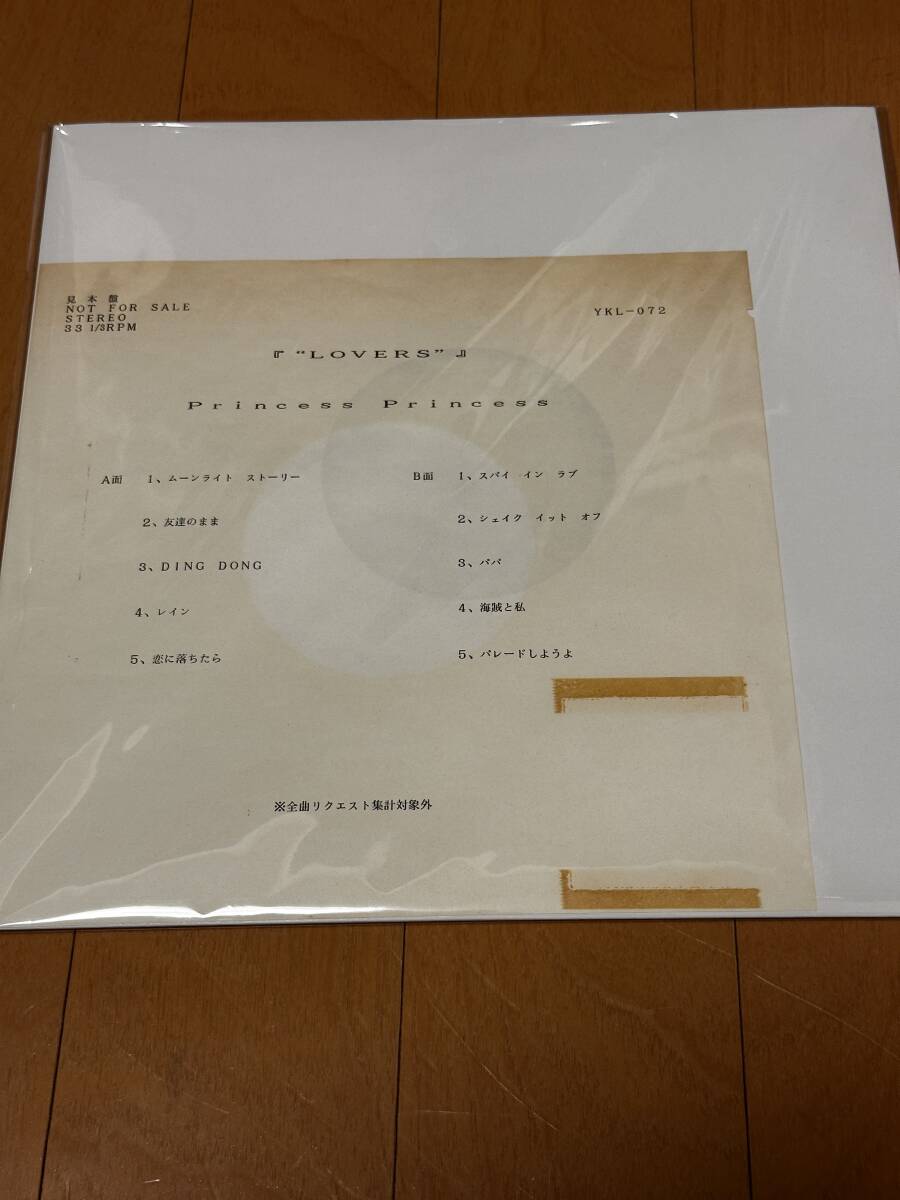 見本盤
NOT FOR SALE
STEREO
33 1/3RPM
YKL-072
『“LOVERS”』
Princess Princess
A面 1、ムーンライト ストーリー
2、友達のまま
3、DING DONG
4、レイン
5、恋に落ちたら
B面 1、スパイ イン ラブ
2、シェイク イット オフ
3、パパ
4、海賊と私
5、パレードしようよ
※全曲リクエスト集計対象外